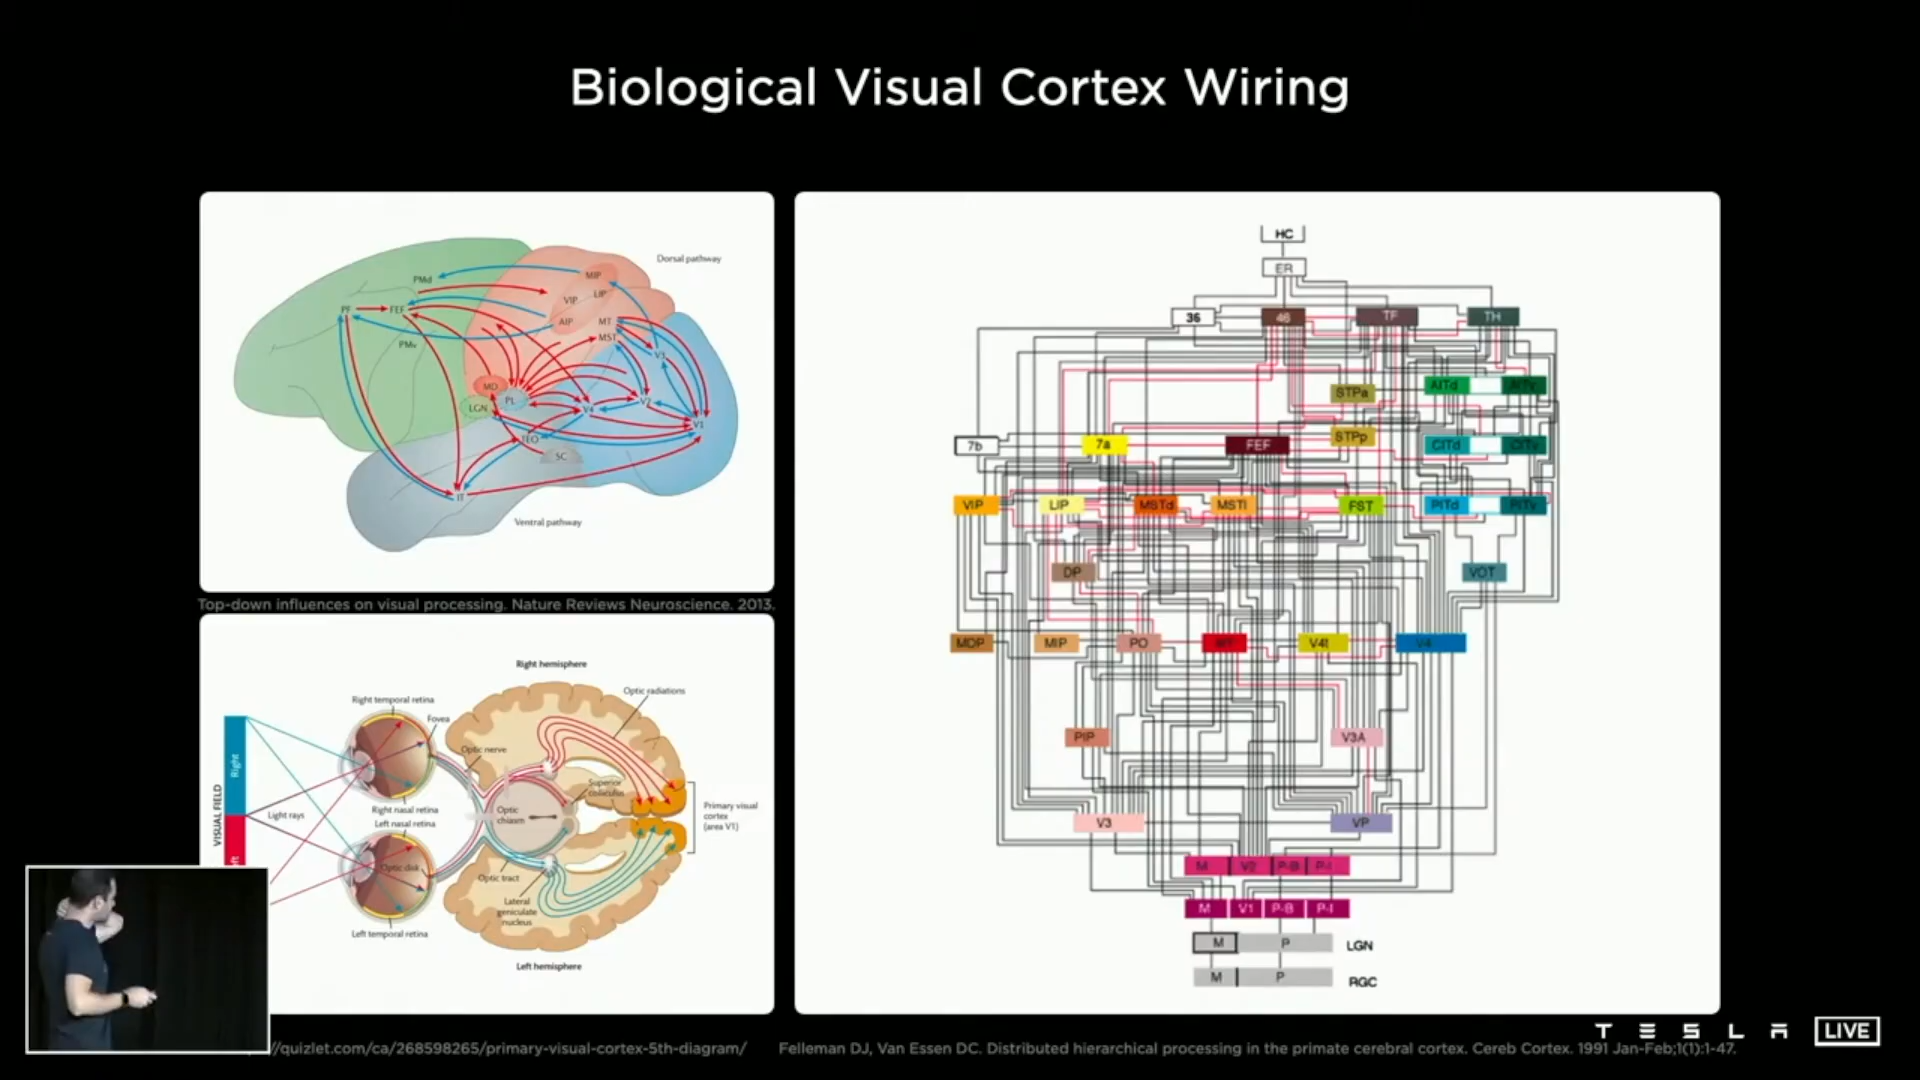 Biological Visual Cortex Wiring
Dorsal pathway
PMd
MIP
VIP
LIP
PF
FEF
AIP
MT
MST
PMv
V3
MD
PL
LGN
V4
V2
V1
TEO
SC
IT
Ventral pathway
Top-down influences on visual processing. Nature Reviews Neuroscience. 2013.
Right hemisphere
Optic radiations
Right temporal retina
Fovea
Optic nerve
Superior
colliculus
Right
VISUAL FIELD
Light rays
Right nasal retina
Left nasal retina
Optic
chiasm
Primary visual
cortex
(area V1)
Optic disk
Optic tract
Lateral
geniculate
nucleus
Left temporal retina
Left hemisphere
//quizlet.com/ca/268598265/primary-visual-cortex-5th-diagram/
HC
ER
36 46 TF TH
STPa AITd AITv
7b 7a FEF STPp CITd CITv
VIP LIP MSTd MSTl FST PITd PITv
DP VOT
MDP MIP PO MT V4t V4
PIP V3A
V3 VP
M V2 P-B P-I
M V1 P-B P-I
M P LGN
M P RGC
Felleman DJ, Van Essen DC. Distributed hierarchical processing in the primate cerebral cortex. Cereb Cortex. 1991 Jan-Feb;1(1):1-47.
TESLA LIVE